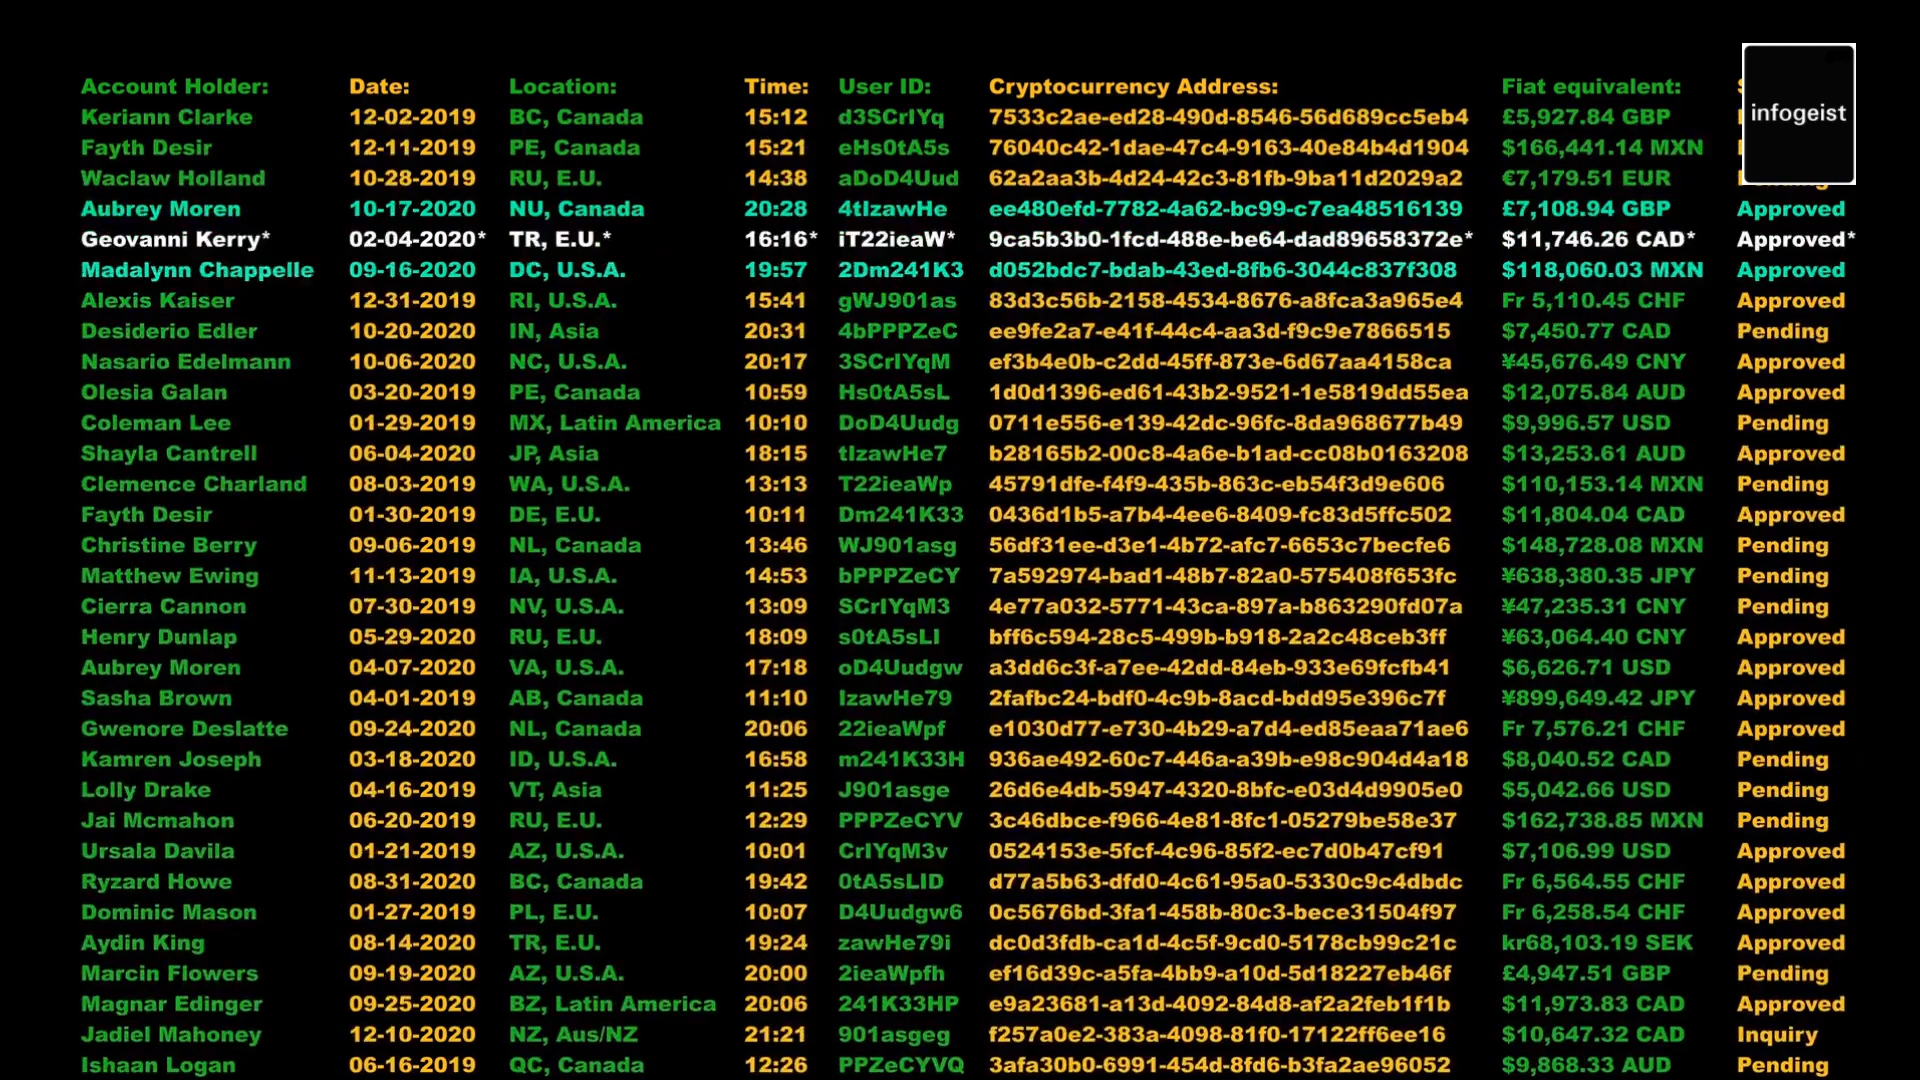 Account Holder: Date: Location: Time: User ID: Cryptocurrency Address: Fiat equivalent:
infogeist
Keriann Clarke 12-02-2019 BC, Canada 15:12 d3SCrIYq 7533c2ae-ed28-490d-8546-56d689cc5eb4 £5,927.84 GBP
Fayth Desir 12-11-2019 PE, Canada 15:21 eHs0tA5s 76040c42-1dae-47c4-9163-40e84b4d1904 $166,441.14 MXN
Waclaw Holland 10-28-2019 RU, E.U. 14:38 aDoD4Uud 62a2aa3b-4d24-42c3-81fb-9ba11d2029a2 €7,179.51 EUR
Aubrey Moren 10-17-2020 NU, Canada 20:28 4tIzawHe ee480efd-7782-4a62-bc99-c7ea48516139 £7,108.94 GBP Approved
Geovanni Kerry* 02-04-2020* TR, E.U.* 16:16* iT22ieaW* 9ca5b3b0-1fcd-488e-be64-dad89658372e* $11,746.26 CAD* Approved*
Madalynn Chappelle 09-16-2020 DC, U.S.A. 19:57 2Dm241K3 d052bdc7-bdab-43ed-8fb6-3044c837f308 $118,060.03 MXN Approved
Alexis Kaiser 12-31-2019 RI, U.S.A. 15:41 gWJ901as 83d3c56b-2158-4534-8676-a8fca3a965e4 Fr 5,110.45 CHF Approved
Desiderio Edler 10-20-2020 IN, Asia 20:31 4bPPPZeC ee9fe2a7-e41f-44c4-aa3d-f9c9e7866515 $7,450.77 CAD Pending
Nasario Edelmann 10-06-2020 NC, U.S.A. 20:17 3SCrIYqM ef3b4e0b-c2dd-45ff-873e-6d67aa4158ca ¥45,676.49 CNY Approved
Olesia Galan 03-20-2019 PE, Canada 10:59 Hs0tA5sL 1d0d1396-ed61-43b2-9521-1e5819dd55ea $12,075.84 AUD Approved
Coleman Lee 01-29-2019 MX, Latin America 10:10 DoD4Uudg 0711e556-e139-42dc-96fc-8da968677b49 $9,996.57 USD Pending
Shayla Cantrell 06-04-2020 JP, Asia 18:15 tIzawHe7 b28165b2-00c8-4a6e-b1ad-cc08b0163208 $13,253.61 AUD Approved
Clemence Charland 08-03-2019 WA, U.S.A. 13:13 T22ieaWp 45791dfe-f4f9-435b-863c-eb54f3d9e606 $110,153.14 MXN Pending
Fayth Desir 01-30-2019 DE, E.U. 10:11 Dm241K33 0436d1b5-a7b4-4ee6-8409-fc83d5ffc502 $11,804.04 CAD Approved
Christine Berry 09-06-2019 NL, Canada 13:46 WJ901asg 56df31ee-d3e1-4b72-afc7-6653c7becfe6 $148,728.08 MXN Pending
Matthew Ewing 11-13-2019 IA, U.S.A. 14:53 bPPPZeCY 7a592974-bad1-48b7-82a0-575408f653fc ¥638,380.35 JPY Pending
Cierra Cannon 07-30-2019 NV, U.S.A. 13:09 SCrIYqM3 4e77a032-5771-43ca-897a-b863290fd07a ¥47,235.31 CNY Pending
Henry Dunlap 05-29-2020 RU, E.U. 18:09 s0tA5sLI bff6c594-28c5-499b-b918-2a2c48ceb3ff ¥63,064.40 CNY Approved
Aubrey Moren 04-07-2020 VA, U.S.A. 17:18 oD4Uudgw a3dd6c3f-a7ee-42dd-84eb-933e69fcfb41 $6,626.71 USD Approved
Sasha Brown 04-01-2019 AB, Canada 11:10 IzawHe79 2fafbc24-bdf0-4c9b-8acd-bdd95e396c7f ¥899,649.42 JPY Approved
Gwenore Deslatte 09-24-2020 NL, Canada 20:06 22ieaWpf e1030d77-e730-4b29-a7d4-ed85eaa71ae6 Fr 7,576.21 CHF Approved
Kamren Joseph 03-18-2020 ID, U.S.A. 16:58 m241K33H 936ae492-60c7-446a-a39b-e98c904d4a18 $8,040.52 CAD Pending
Lolly Drake 04-16-2019 VT, Asia 11:25 J901asge 26d6e4db-5947-4320-8bfc-e03d4d9905e0 $5,042.66 USD Pending
Jai Mcmahon 06-20-2019 RU, E.U. 12:29 PPPZeCYV 3c46dbce-f966-4e81-8fc1-05279be58e37 $162,738.85 MXN Pending
Ursala Davila 01-21-2019 AZ, U.S.A. 10:01 CrIYqM3v 0524153e-5fcf-4c96-85f2-ec7d0b47cf91 $7,106.99 USD Approved
Ryzard Howe 08-31-2020 BC, Canada 19:42 0tA5sLID d77a5b63-dfd0-4c61-95a0-5330c9c4dbdc Fr 6,564.55 CHF Approved
Dominic Mason 01-27-2019 PL, E.U. 10:07 D4Uudgw6 0c5676bd-3fa1-458b-80c3-bece31504f97 Fr 6,258.54 CHF Approved
Aydin King 08-14-2020 TR, E.U. 19:24 zawHe79i dc0d3fdb-ca1d-4c5f-9cd0-5178cb99c21c kr68,103.19 SEK Approved
Marcin Flowers 09-19-2020 AZ, U.S.A. 20:00 2ieaWpfh ef16d39c-a5fa-4bb9-a10d-5d18227eb46f £4,947.51 GBP Pending
Magnar Edinger 09-25-2020 BZ, Latin America 20:06 241K33HP e9a23681-a13d-4092-84d8-af2a2feb1f1b $11,973.83 CAD Approved
Jadiel Mahoney 12-10-2020 NZ, Aus/NZ 21:21 901asgeg f257a0e2-383a-4098-81f0-17122ff6ee16 $10,647.32 CAD Inquiry
Ishaan Logan 06-16-2019 QC, Canada 12:26 PPZeCYVQ 3afa30b0-6991-454d-8fd6-b3fa2ae96052 $9,868.33 AUD Pending